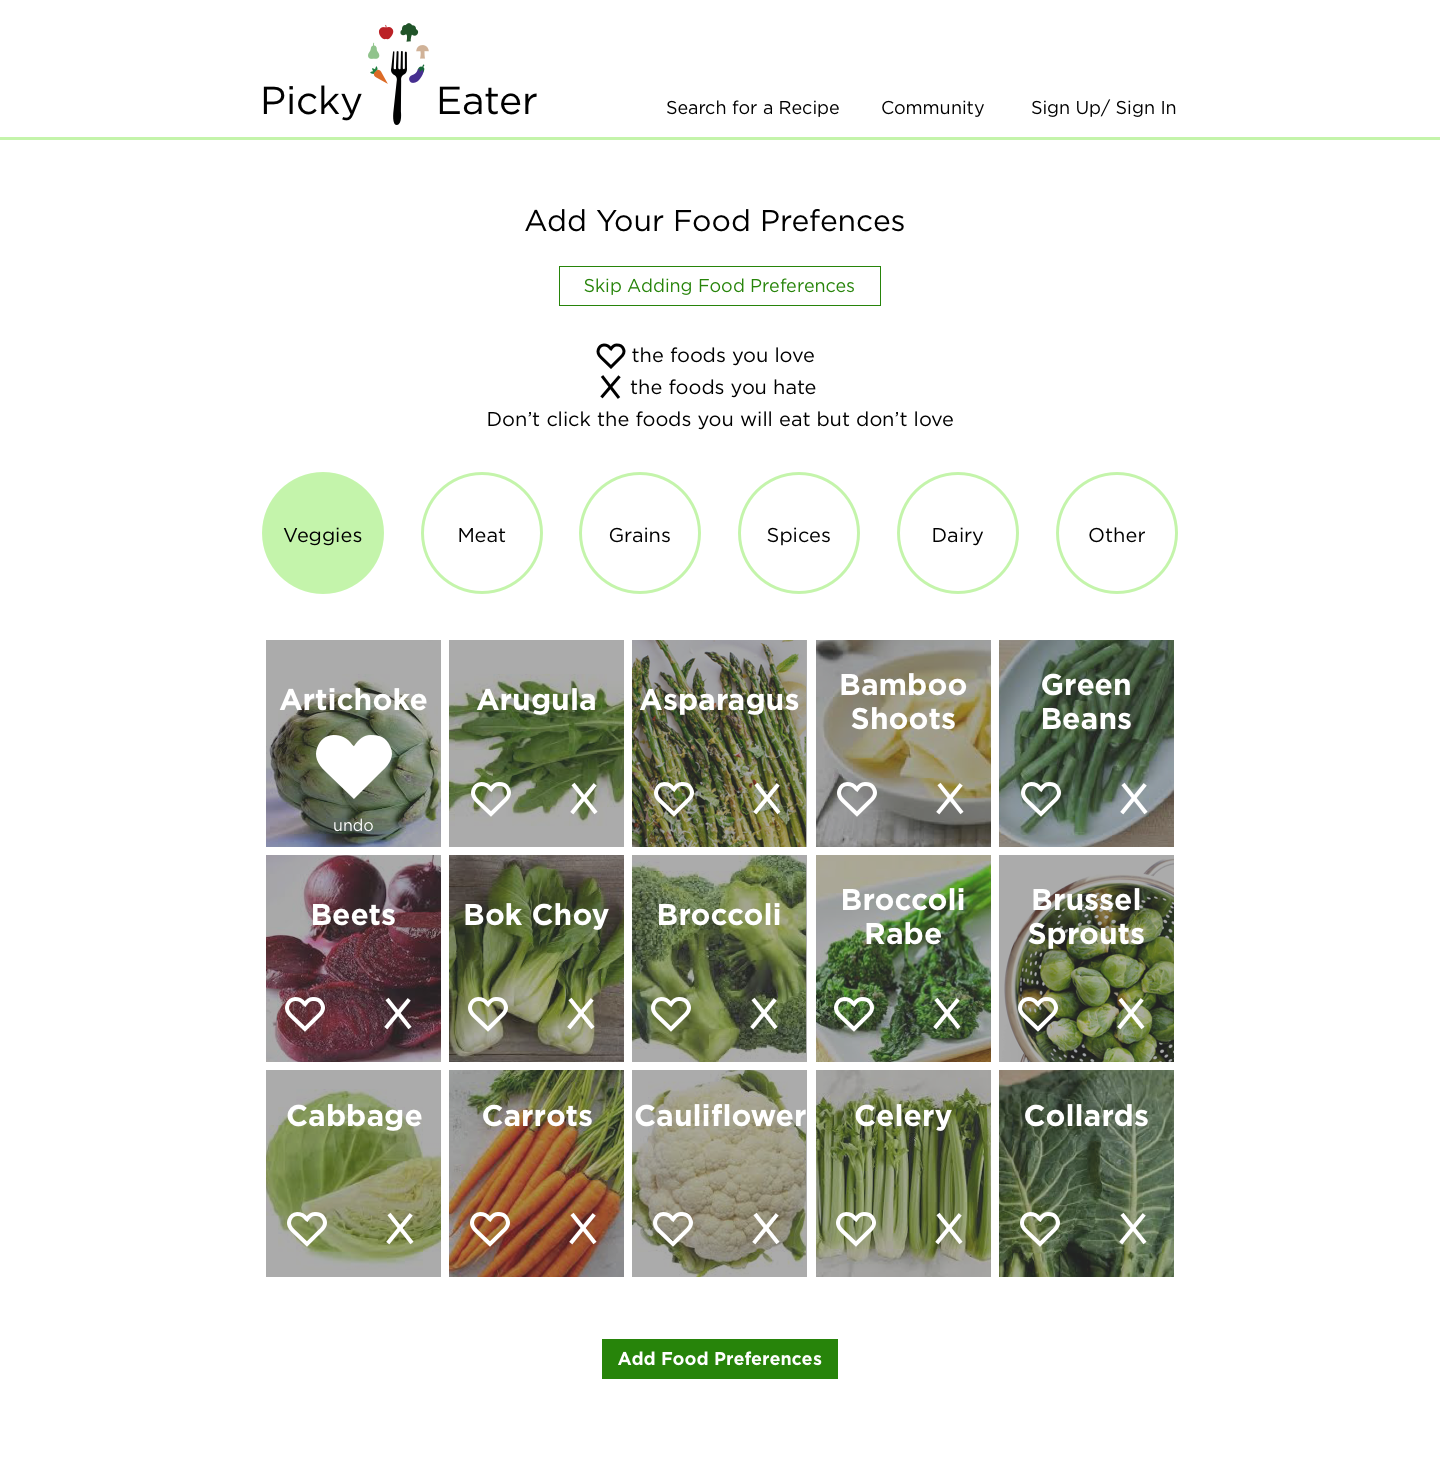 Picky Eater
Search for a Recipe
Community
Sign Up/ Sign In
Add Your Food Prefences
Skip Adding Food Preferences
the foods you love
X the foods you hate
Don’t click the foods you will eat but don’t love
Veggies
Meat
Grains
Spices
Dairy
Other
Artichoke
undo
Arugula
X
Asparagus
X
Bamboo
Shoots
X
Green
Beans
X
Beets
X
Bok Choy
X
Broccoli
X
Broccoli
Rabe
X
Brussel
Sprouts
X
Cabbage
X
Carrots
X
Cauliflower
X
Celery
X
Collards
X
Add Food Preferences